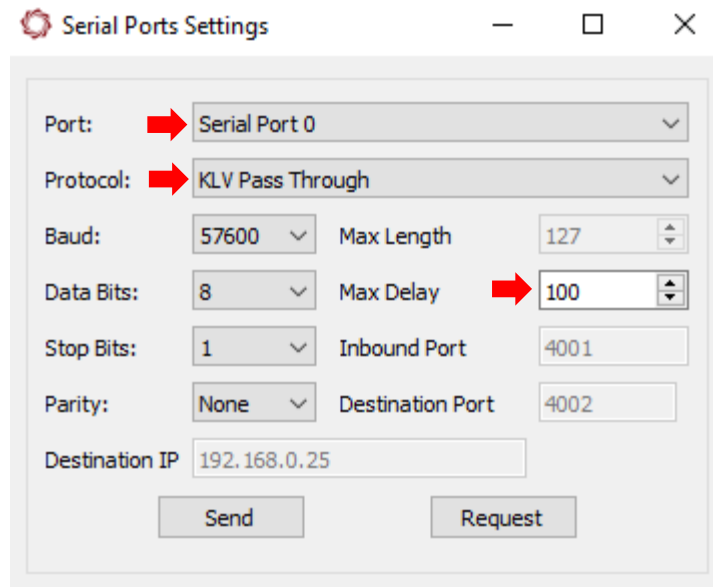 Serial Ports Settings
Port: Serial Port 0
Protocol: KLV Pass Through
Baud: 57600 Max Length 127
Data Bits: 8 Max Delay 100
Stop Bits: 1 Inbound Port 4001
Parity: None Destination Port 4002
Destination IP 192.168.0.25
Send Request